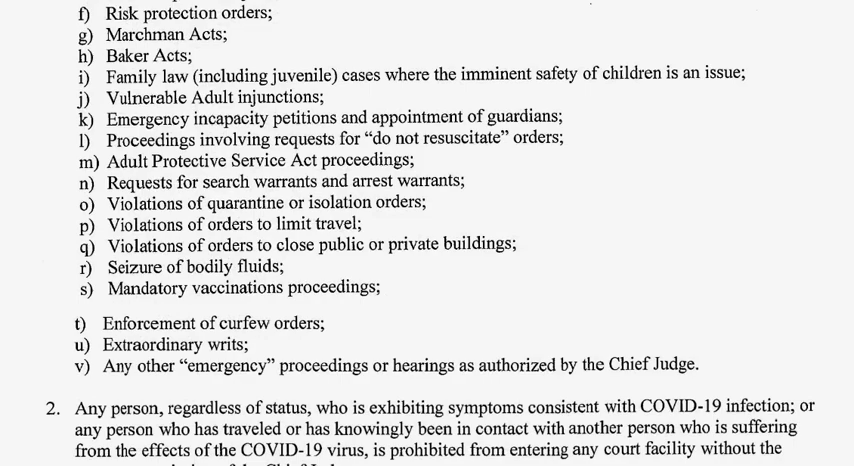 f) Risk protection orders;
g) Marchman Acts;
h) Baker Acts;
i) Family law (including juvenile) cases where the imminent safety of children is an issue;
j) Vulnerable Adult injunctions;
k) Emergency incapacity petitions and appointment of guardians;
l) Proceedings involving requests for “do not resuscitate” orders;
m) Adult Protective Service Act proceedings;
n) Requests for search warrants and arrest warrants;
o) Violations of quarantine or isolation orders;
p) Violations of orders to limit travel;
q) Violations of orders to close public or private buildings;
r) Seizure of bodily fluids;
s) Mandatory vaccinations proceedings;
t) Enforcement of curfew orders;
u) Extraordinary writs;
v) Any other “emergency” proceedings or hearings as authorized by the Chief Judge.
2. Any person, regardless of status, who is exhibiting symptoms consistent with COVID-19 infection; or
any person who has traveled or has knowingly been in contact with another person who is suffering
from the effects of the COVID-19 virus, is prohibited from entering any court facility without the